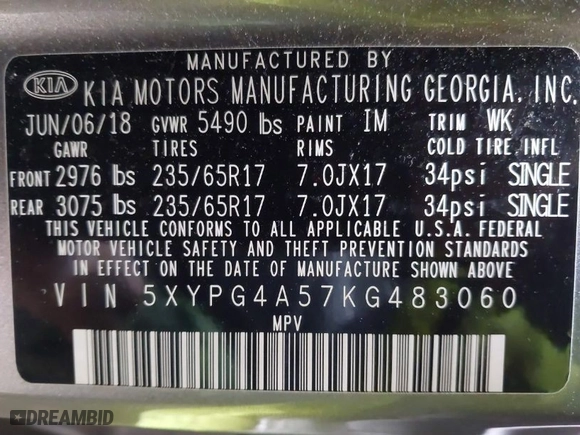 MANUFACTURED BY
KIA KIA MOTORS MANUFACTURING GEORGIA, INC.
JUN/06/18 GVWR 5490 lbs PAINT IM TRIM WK
GAWR TIRES RIMS COLD TIRE INFL
FRONT 2976 lbs 235/65R17 7.0JX17 34psi SINGLE
REAR 3075 lbs 235/65R17 7.0JX17 34psi SINGLE
THIS VEHICLE CONFORMS TO ALL APPLICABLE U.S.A. FEDERAL
MOTOR VEHICLE SAFETY AND THEFT PREVENTION STANDARDS
IN EFFECT ON THE DATE OF MANUFACTURE SHOWN ABOVE
VIN 5XYPG4A57KG483060
MPV
DREAMBID